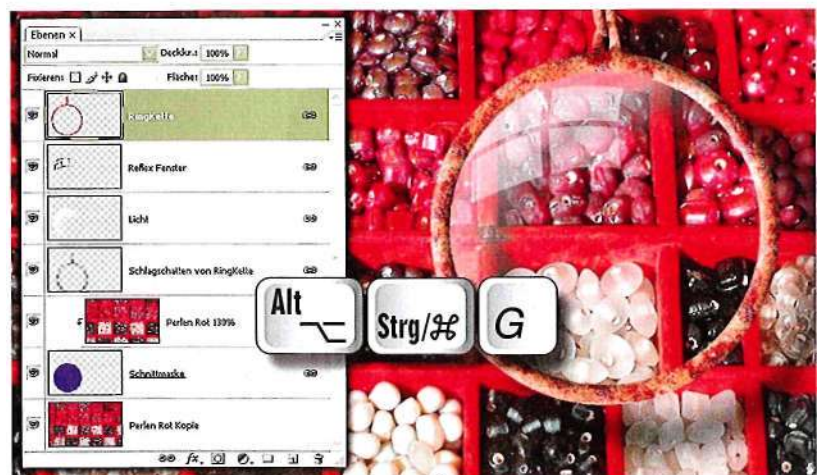 Ebenen ×
Normal Deckkr.: 100%
Fixieren: Fläche: 100%
RingKette
Reflex Fenster
Licht
Schlagschatten von RingKette
Perlen Rot 130%
Schnittmaske
Perlen Rot Kopie
Alt Strg/⌘ G